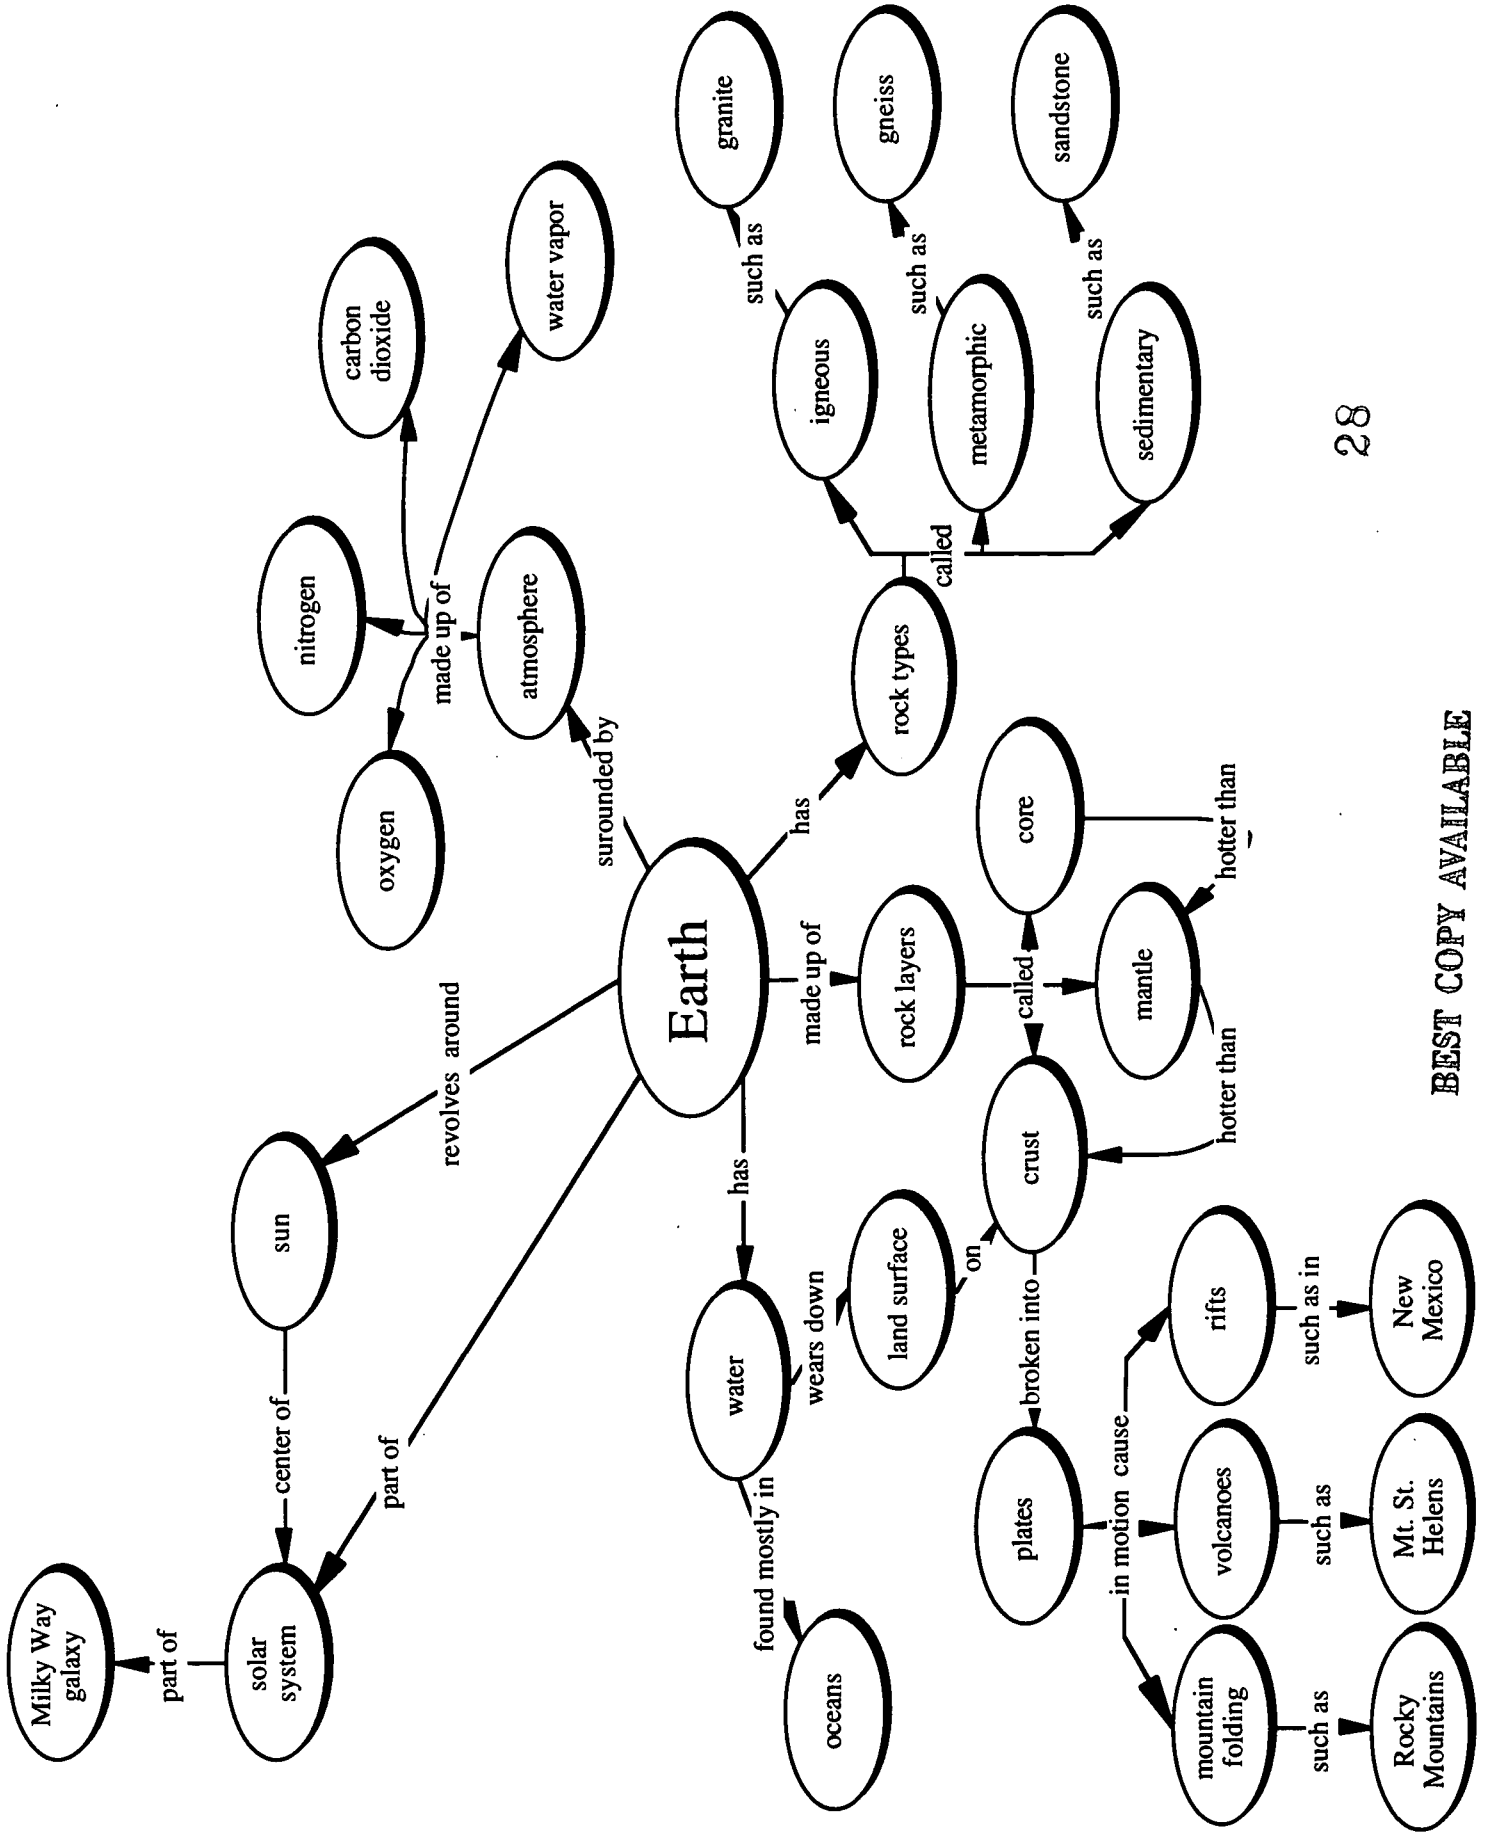 Milky Way
galaxy
part of
solar
system
center of
sun
part of
revolves around
Earth
surounded by
atmosphere
made up of
oxygen
nitrogen
carbon
dioxide
water vapor
has
water
found mostly in
oceans
wears down
land surface
on
made up of
rock layers
called
crust
mantle
core
hotter than
hotter than
has
rock types
called
igneous
metamorphic
sedimentary
such as
granite
such as
gneiss
such as
sandstone
broken into
plates
in motion cause
mountain
folding
volcanoes
rifts
such as
such as
such as in
Rocky
Mountains
Mt. St.
Helens
New
Mexico
28
BEST COPY AVAILABLE